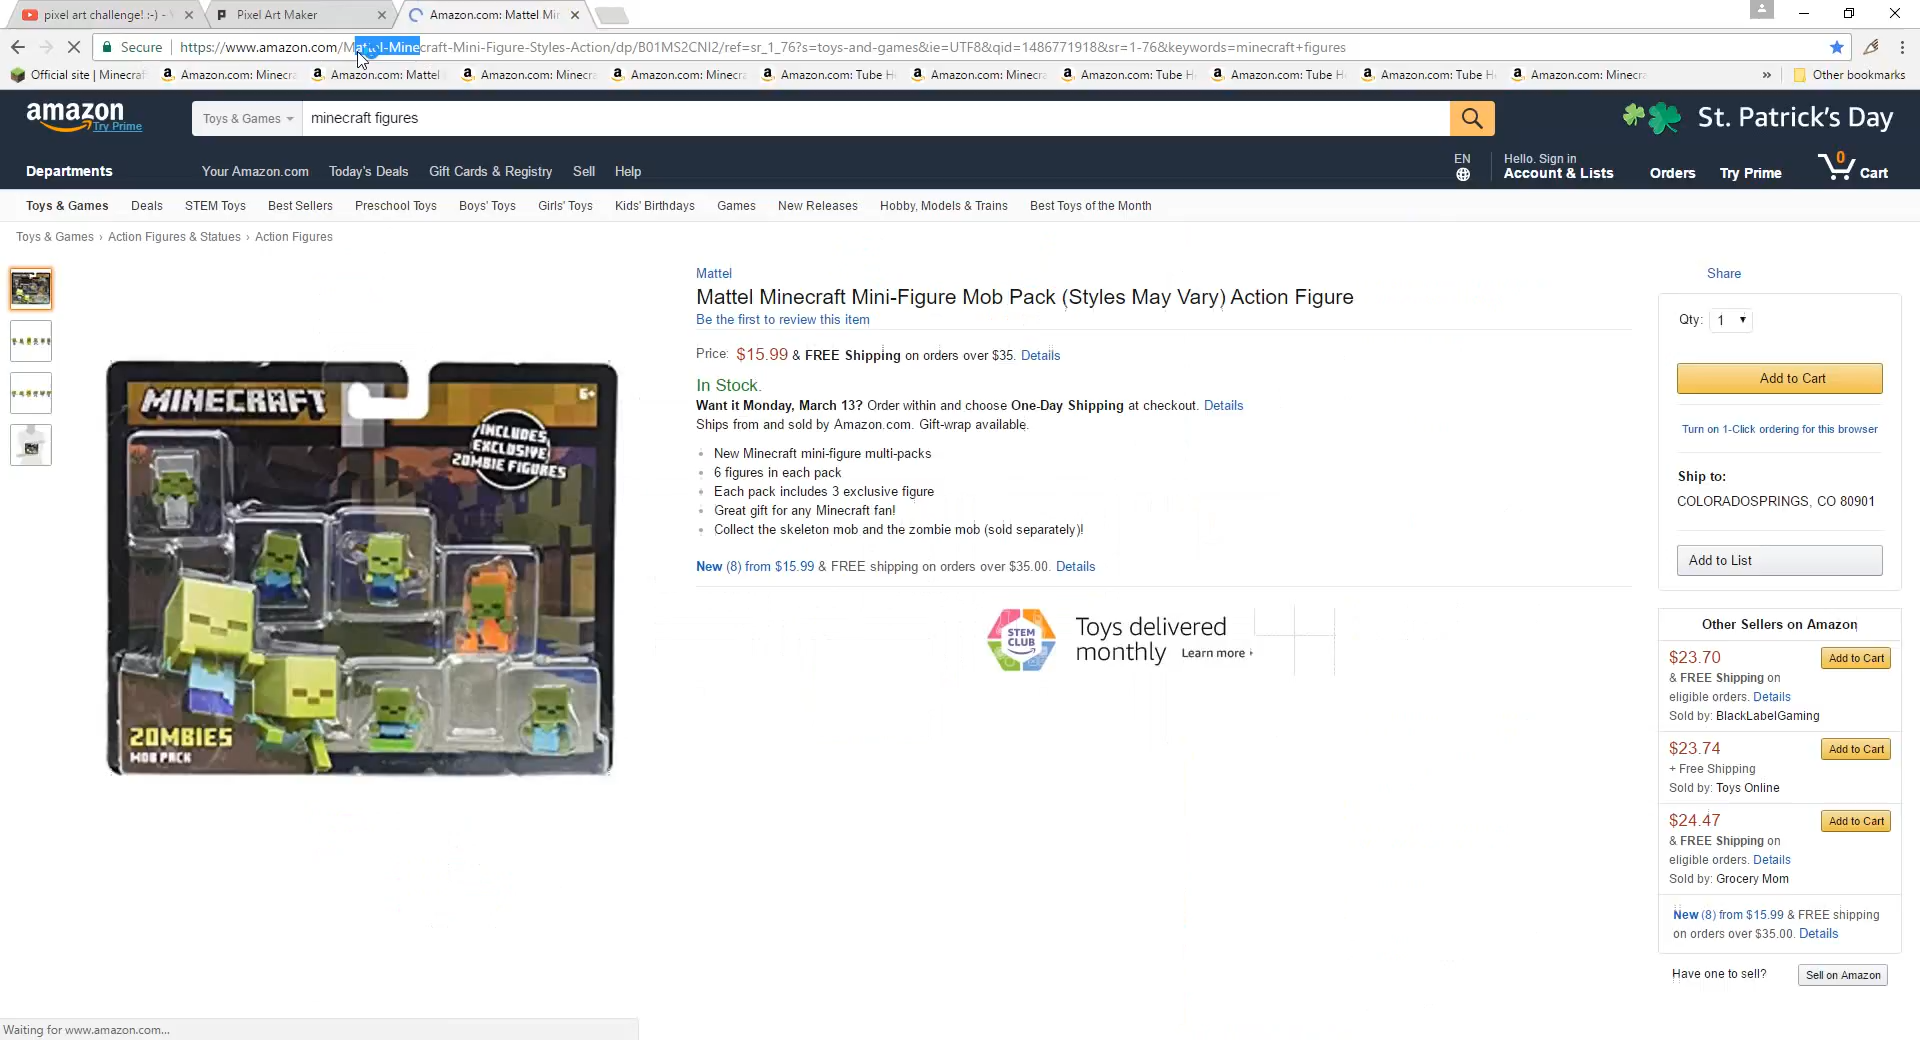 pixel art challenge! :-) - Y
Pixel Art Maker
Amazon.com: Mattel Min
Secure
https://www.amazon.com/Mattel-Minecraft-Mini-Figure-Styles-Action/dp/B01MS2CNI2/ref=sr_1_76?s=toys-and-games&ie=UTF8&qid=1486771918&sr=1-76&keywords=minecraft+figures
Official site | Minecraf
Amazon.com: Minecra
Amazon.com: Mattel
Amazon.com: Minecra
Amazon.com: Minecra
Amazon.com: Tube H
Amazon.com: Minecra
Amazon.com: Tube H
Amazon.com: Tube H
Amazon.com: Tube H
Amazon.com: Minecra
» Other bookmarks
amazon
Try Prime
Toys & Games
minecraft figures
St. Patrick's Day
Departments
Your Amazon.com
Today's Deals
Gift Cards & Registry
Sell
Help
EN
Hello. Sign in
Account & Lists
Orders
Try Prime
0
Cart
Toys & Games
Deals
STEM Toys
Best Sellers
Preschool Toys
Boys' Toys
Girls' Toys
Kids' Birthdays
Games
New Releases
Hobby, Models & Trains
Best Toys of the Month
Toys & Games › Action Figures & Statues › Action Figures
MINECRAFT
6+
INCLUDES
EXCLUSIVE
ZOMBIE FIGURES
ZOMBIES
MOB PACK
Mattel
Mattel Minecraft Mini-Figure Mob Pack (Styles May Vary) Action Figure
Be the first to review this item
Price: $15.99 & FREE Shipping on orders over $35. Details
In Stock.
Want it Monday, March 13? Order within and choose One-Day Shipping at checkout. Details
Ships from and sold by Amazon.com. Gift-wrap available.
• New Minecraft mini-figure multi-packs
• 6 figures in each pack
• Each pack includes 3 exclusive figure
• Great gift for any Minecraft fan!
• Collect the skeleton mob and the zombie mob (sold separately)!
New (8) from $15.99 & FREE shipping on orders over $35.00. Details
STEM
CLUB
Toys delivered
monthly Learn more ›
Share
Qty: 1
Add to Cart
Turn on 1-Click ordering for this browser
Ship to:
COLORADOSPRINGS, CO 80901
Add to List
Other Sellers on Amazon
$23.70
Add to Cart
& FREE Shipping on
eligible orders. Details
Sold by: BlackLabelGaming
$23.74
Add to Cart
+ Free Shipping
Sold by: Toys Online
$24.47
Add to Cart
& FREE Shipping on
eligible orders. Details
Sold by: Grocery Mom
New (8) from $15.99 & FREE shipping
on orders over $35.00. Details
Have one to sell?
Sell on Amazon
Waiting for www.amazon.com...